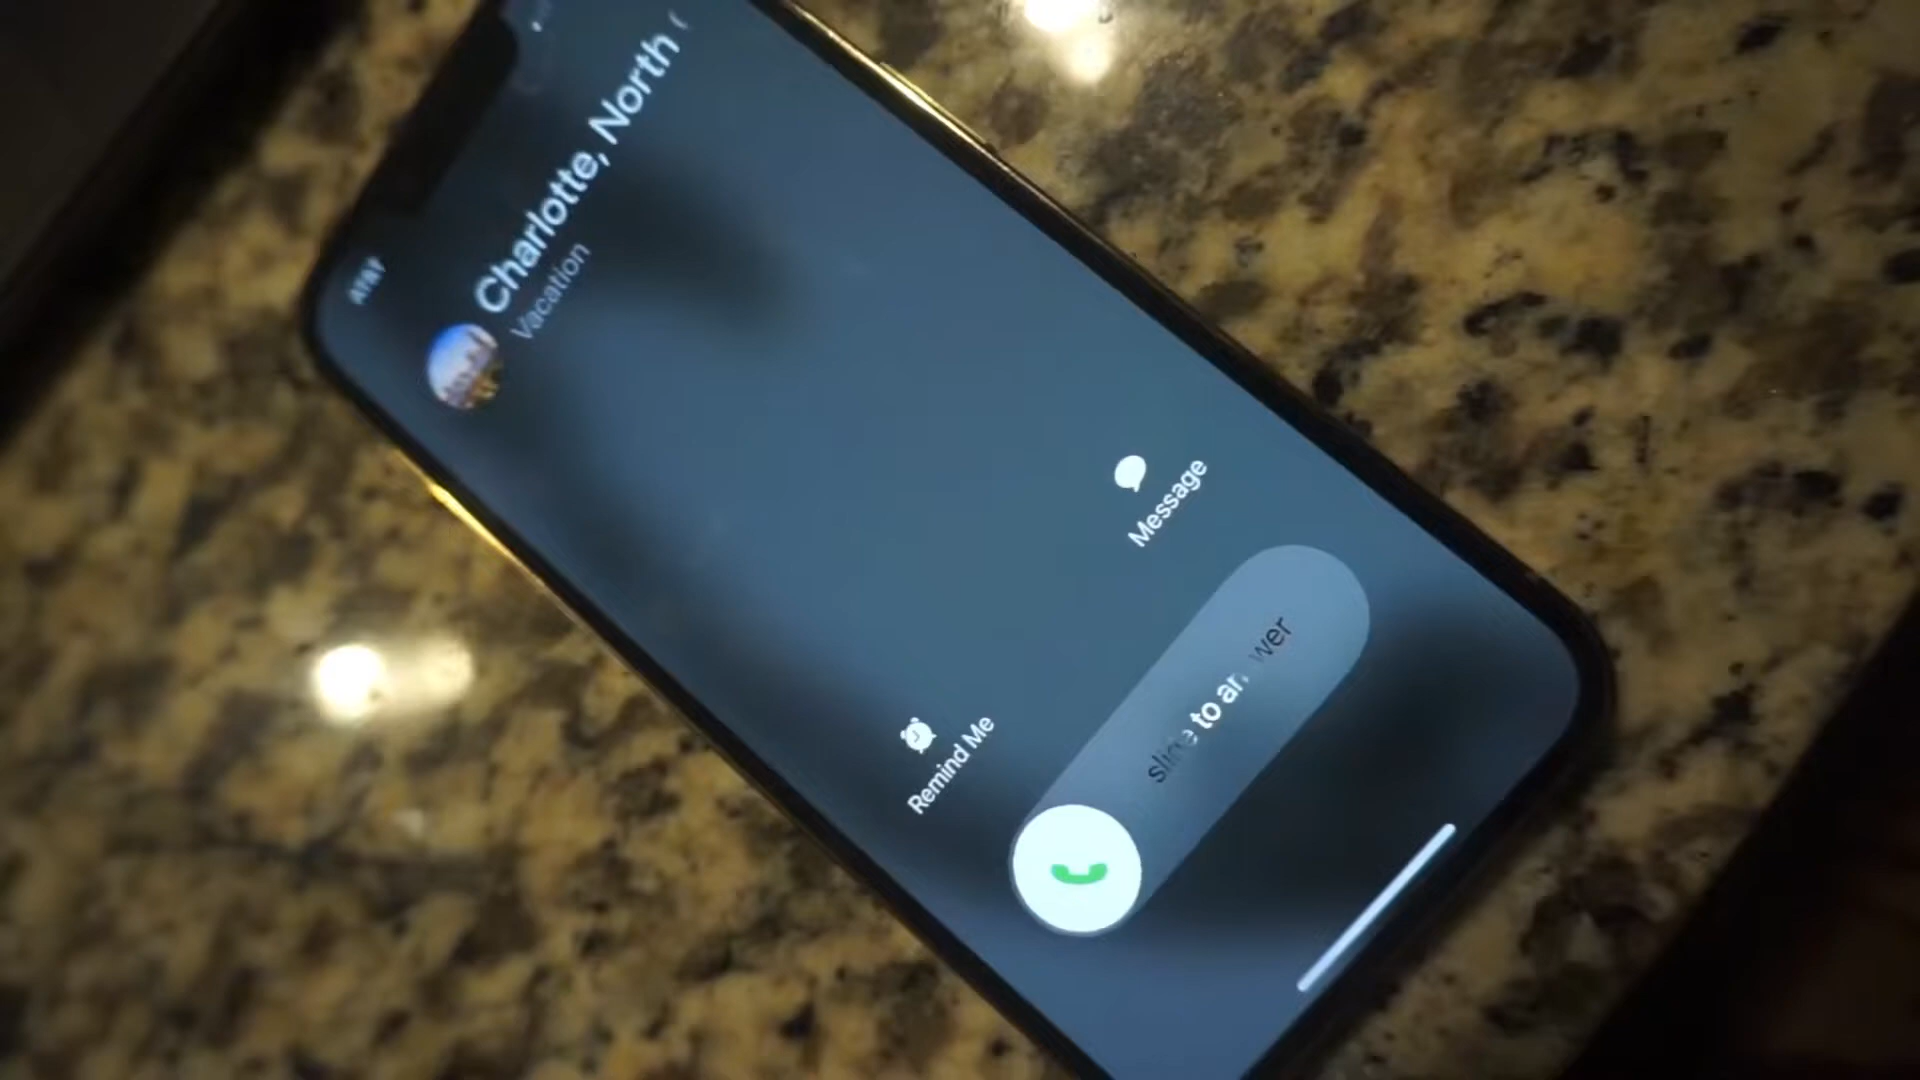 AT&T
Charlotte, North
Vacation
Message
Remind Me
slide to answer